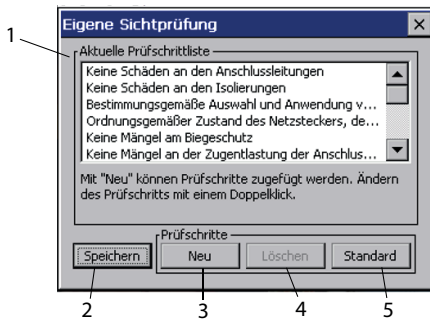 Eigene Sichtprüfung
1
Aktuelle Prüfschrittliste
Keine Schäden an den Anschlussleitungen
Keine Schäden an den Isolierungen
Bestimmungsgemäße Auswahl und Anwendung v...
Ordnungsgemäßer Zustand des Netzsteckers, de...
Keine Mängel am Biegeschutz
Keine Mängel an der Zugentlastung der Anschlus...
Mit "Neu" können Prüfschritte zugefügt werden. Ändern
des Prüfschritts mit einem Doppelklick.
Prüfschritte
Speichern Neu Löschen Standard
2 3 4 5